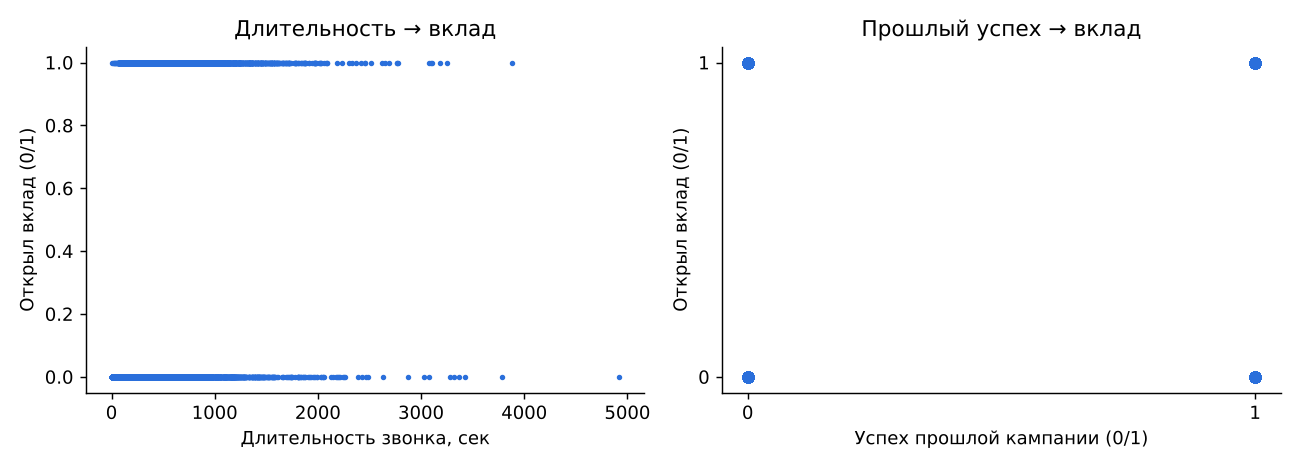 Длительность → вклад
Открыл вклад (0/1)
1.0
0.8
0.6
0.4
0.2
0.0
0 1000 2000 3000 4000 5000
Длительность звонка, сек
Прошлый успех → вклад
Открыл вклад (0/1)
1
0
0 1
Успех прошлой кампании (0/1)